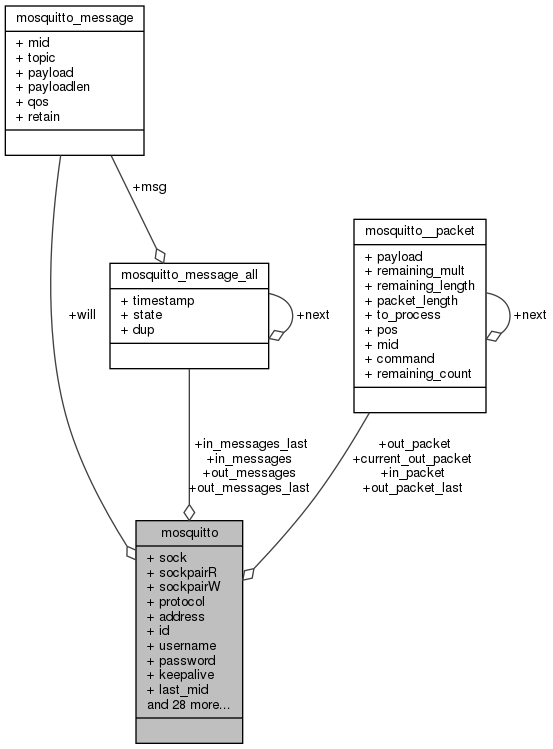 mosquitto_message
+ mid
+ topic
+ payload
+ payloadlen
+ qos
+ retain
+msg
mosquitto__packet
+ payload
+ remaining_mult
+ remaining_length
+ packet_length
+ to_process
+ pos
+ mid
+ command
+ remaining_count
+next
mosquitto_message_all
+ timestamp
+ state
+ dup
+next
+will
+in_messages_last
+in_messages
+out_messages
+out_messages_last
+out_packet
+current_out_packet
+in_packet
+out_packet_last
mosquitto
+ sock
+ sockpairR
+ sockpairW
+ protocol
+ address
+ id
+ username
+ password
+ keepalive
+ last_mid
and 28 more...